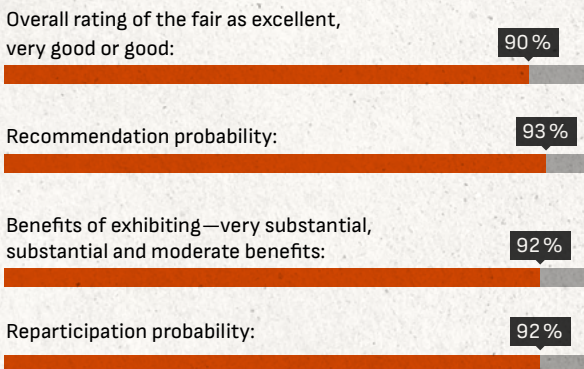 Overall rating of the fair as excellent,
very good or good:
90 %
Recommendation probability:
93 %
Benefits of exhibiting—very substantial,
substantial and moderate benefits:
92 %
Reparticipation probability:
92 %